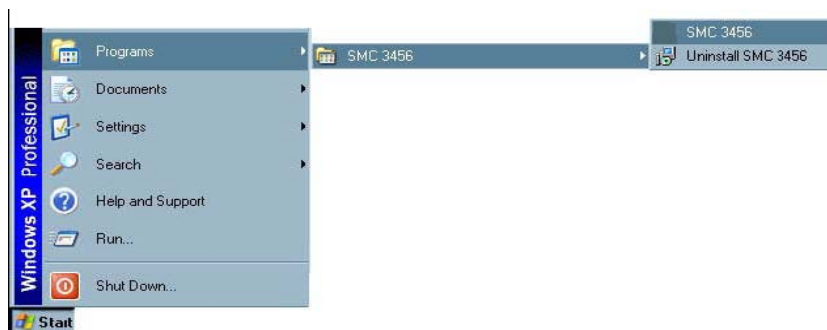 Windows XP Professional
Programs
Documents
Settings
Search
Help and Support
Run...
Shut Down...
Start
SMC 3456
SMC 3456
Uninstall SMC 3456